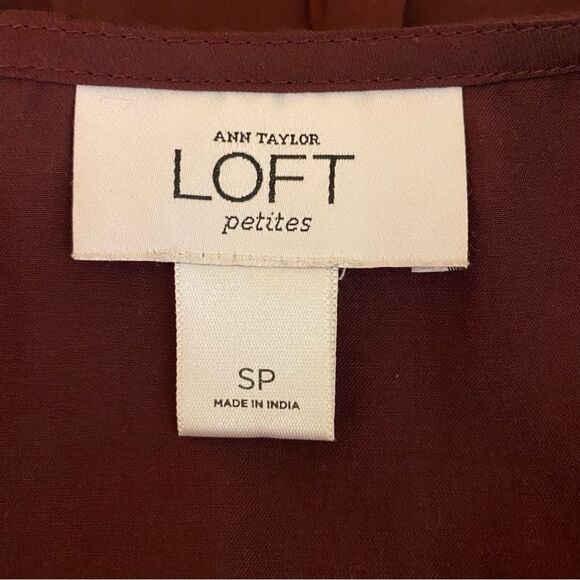 ANN TAYLOR
LOFT
petites
SP
MADE IN INDIA